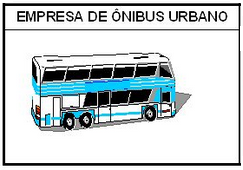 EMPRESA DE ÔNIBUS URBANO